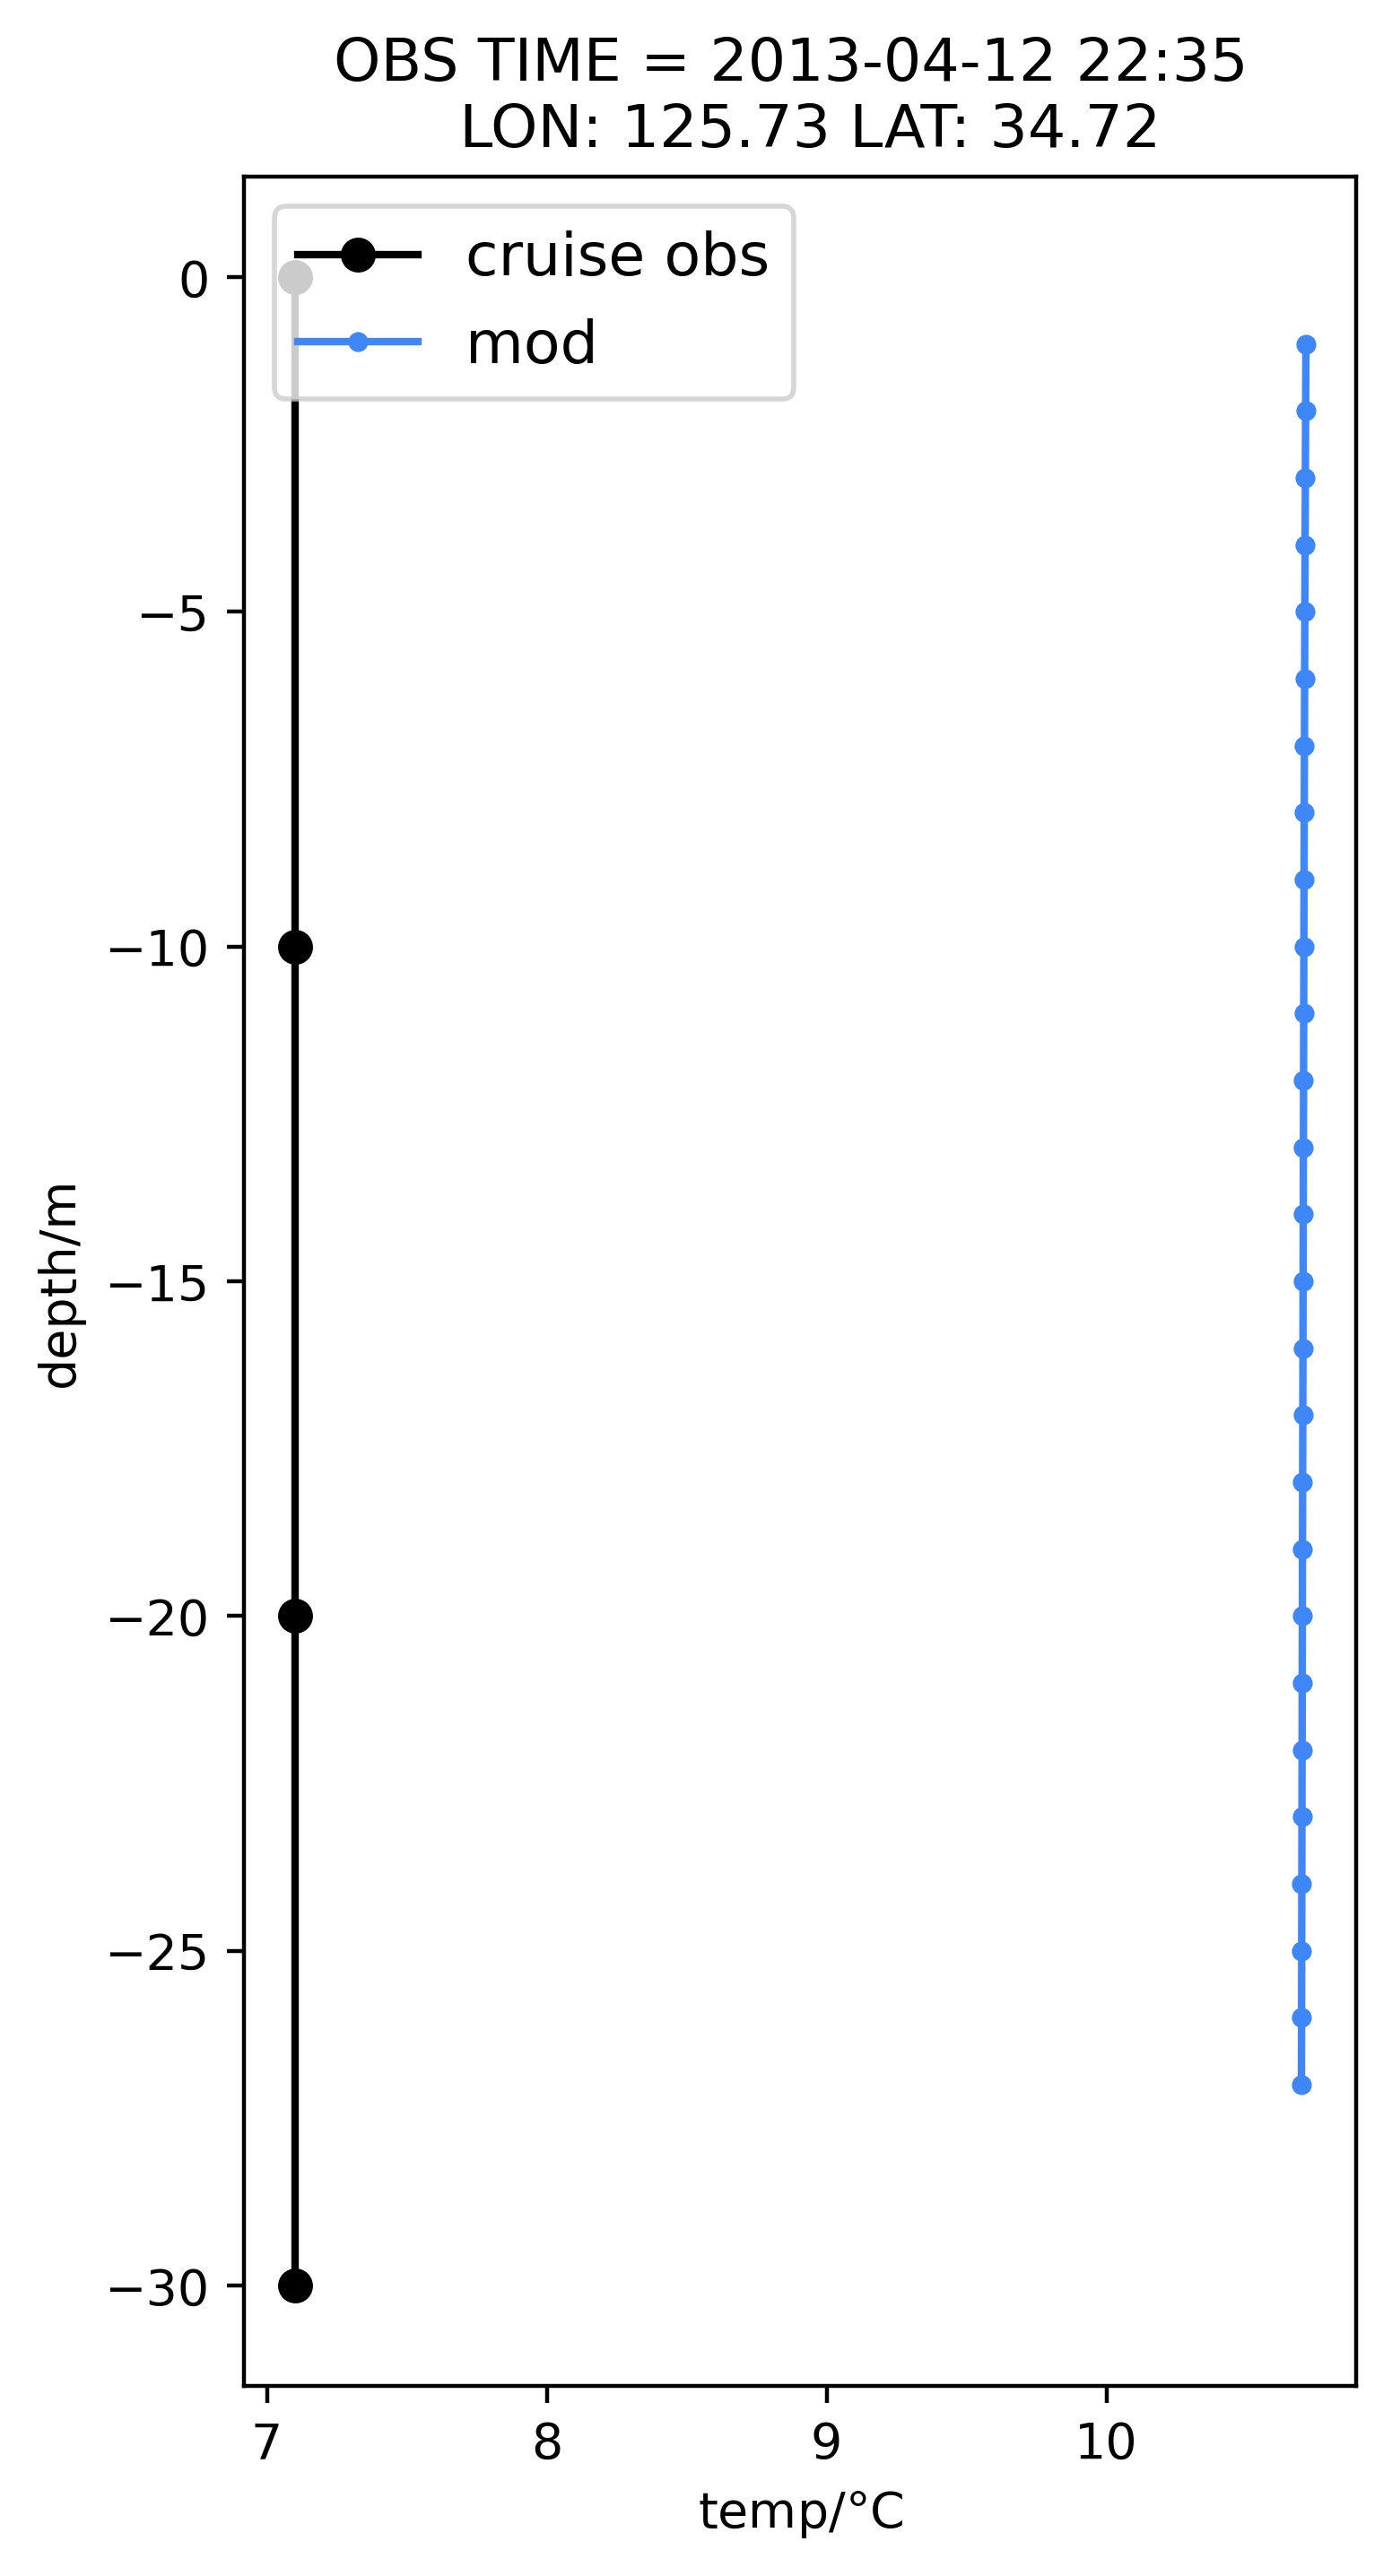 OBS TIME = 2013-04-12 22:35
LON: 125.73 LAT: 34.72
cruise obs
mod
0
−5
−10
−15
−20
−25
−30
depth/m
7 8 9 10
temp/°C